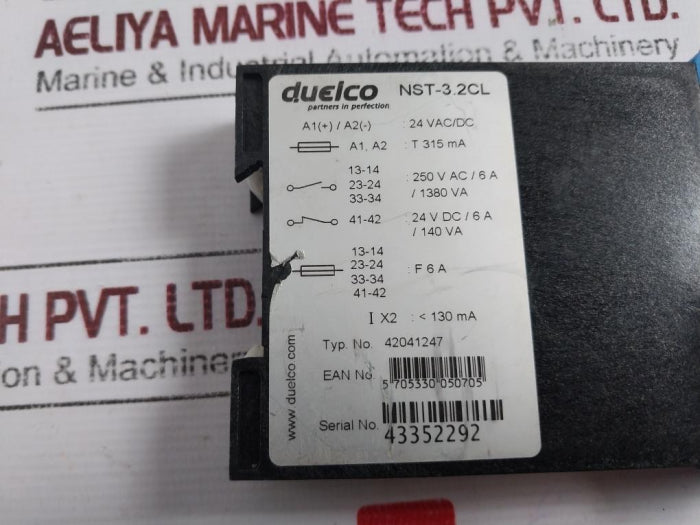 AELIYA MARINE TECH PVT. LTD.
Marine & Industrial Automation & Machinery
duelco NST-3.2CL
partners in perfection
A1(+) / A2(-) : 24 VAC/DC
A1, A2 : T 315 mA
13-14
23-24 : 250 V AC / 6 A
33-34 / 1380 VA
41-42 : 24 V DC / 6 A
/ 140 VA
13-14
23-24
33-34 : F 6 A
41-42
I X2 : < 130 mA
Typ. No. 42041247
EAN No.
5 705330 050705
Serial No.
43352292
www.duelco.com
H PVT. LTD.
on & Machiner